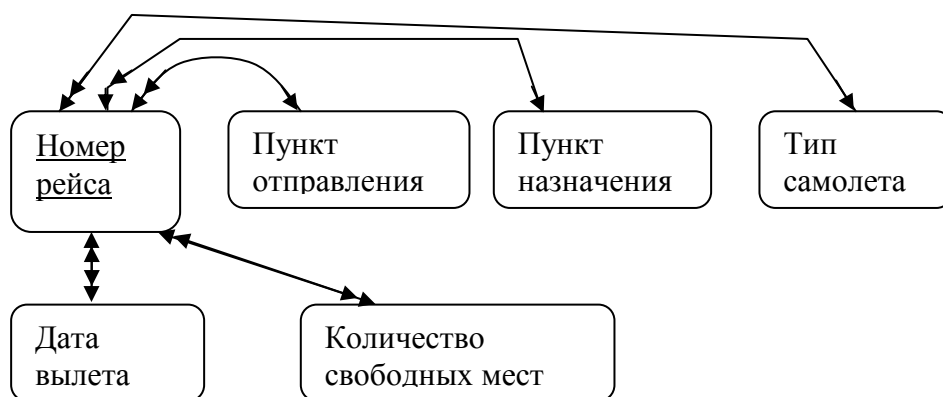 Номер
рейса
Пункт
отправления
Пункт
назначения
Тип
самолета
Дата
вылета
Количество
свободных мест